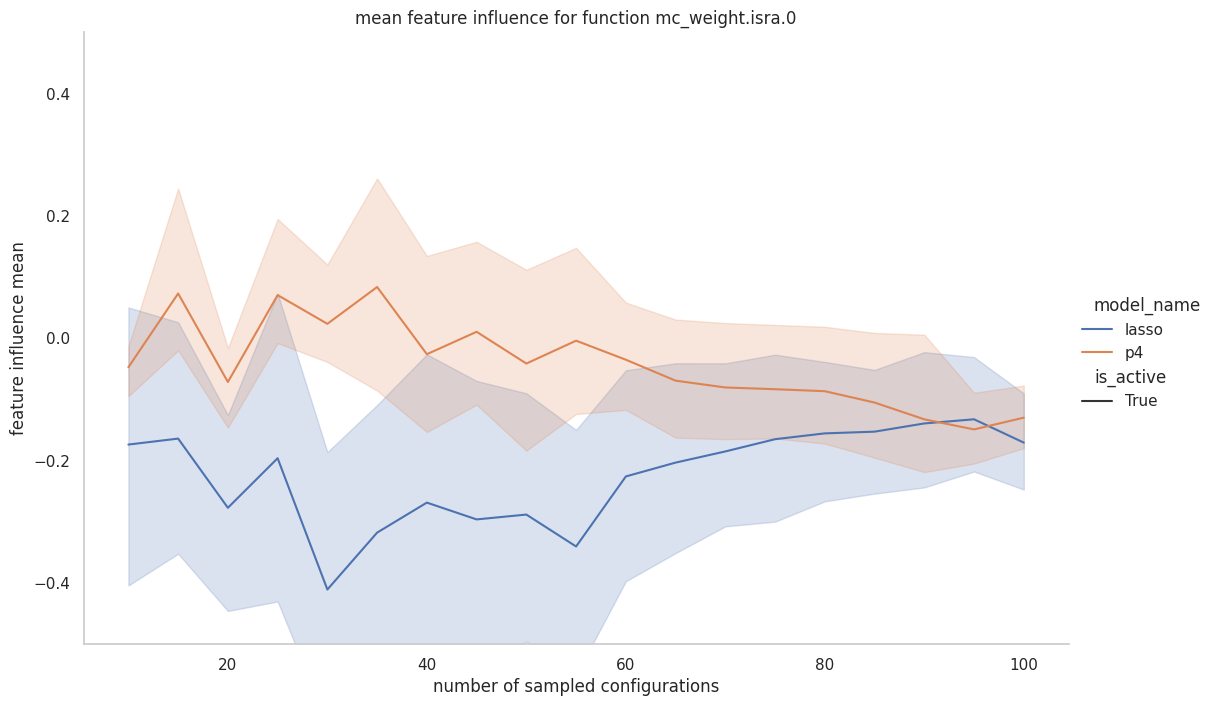 mean feature influence for function mc_weight.isra.0
feature influence mean
0.4
0.2
0.0
−0.2
−0.4
20 40 60 80 100
number of sampled configurations
model_name
lasso
p4
is_active
True